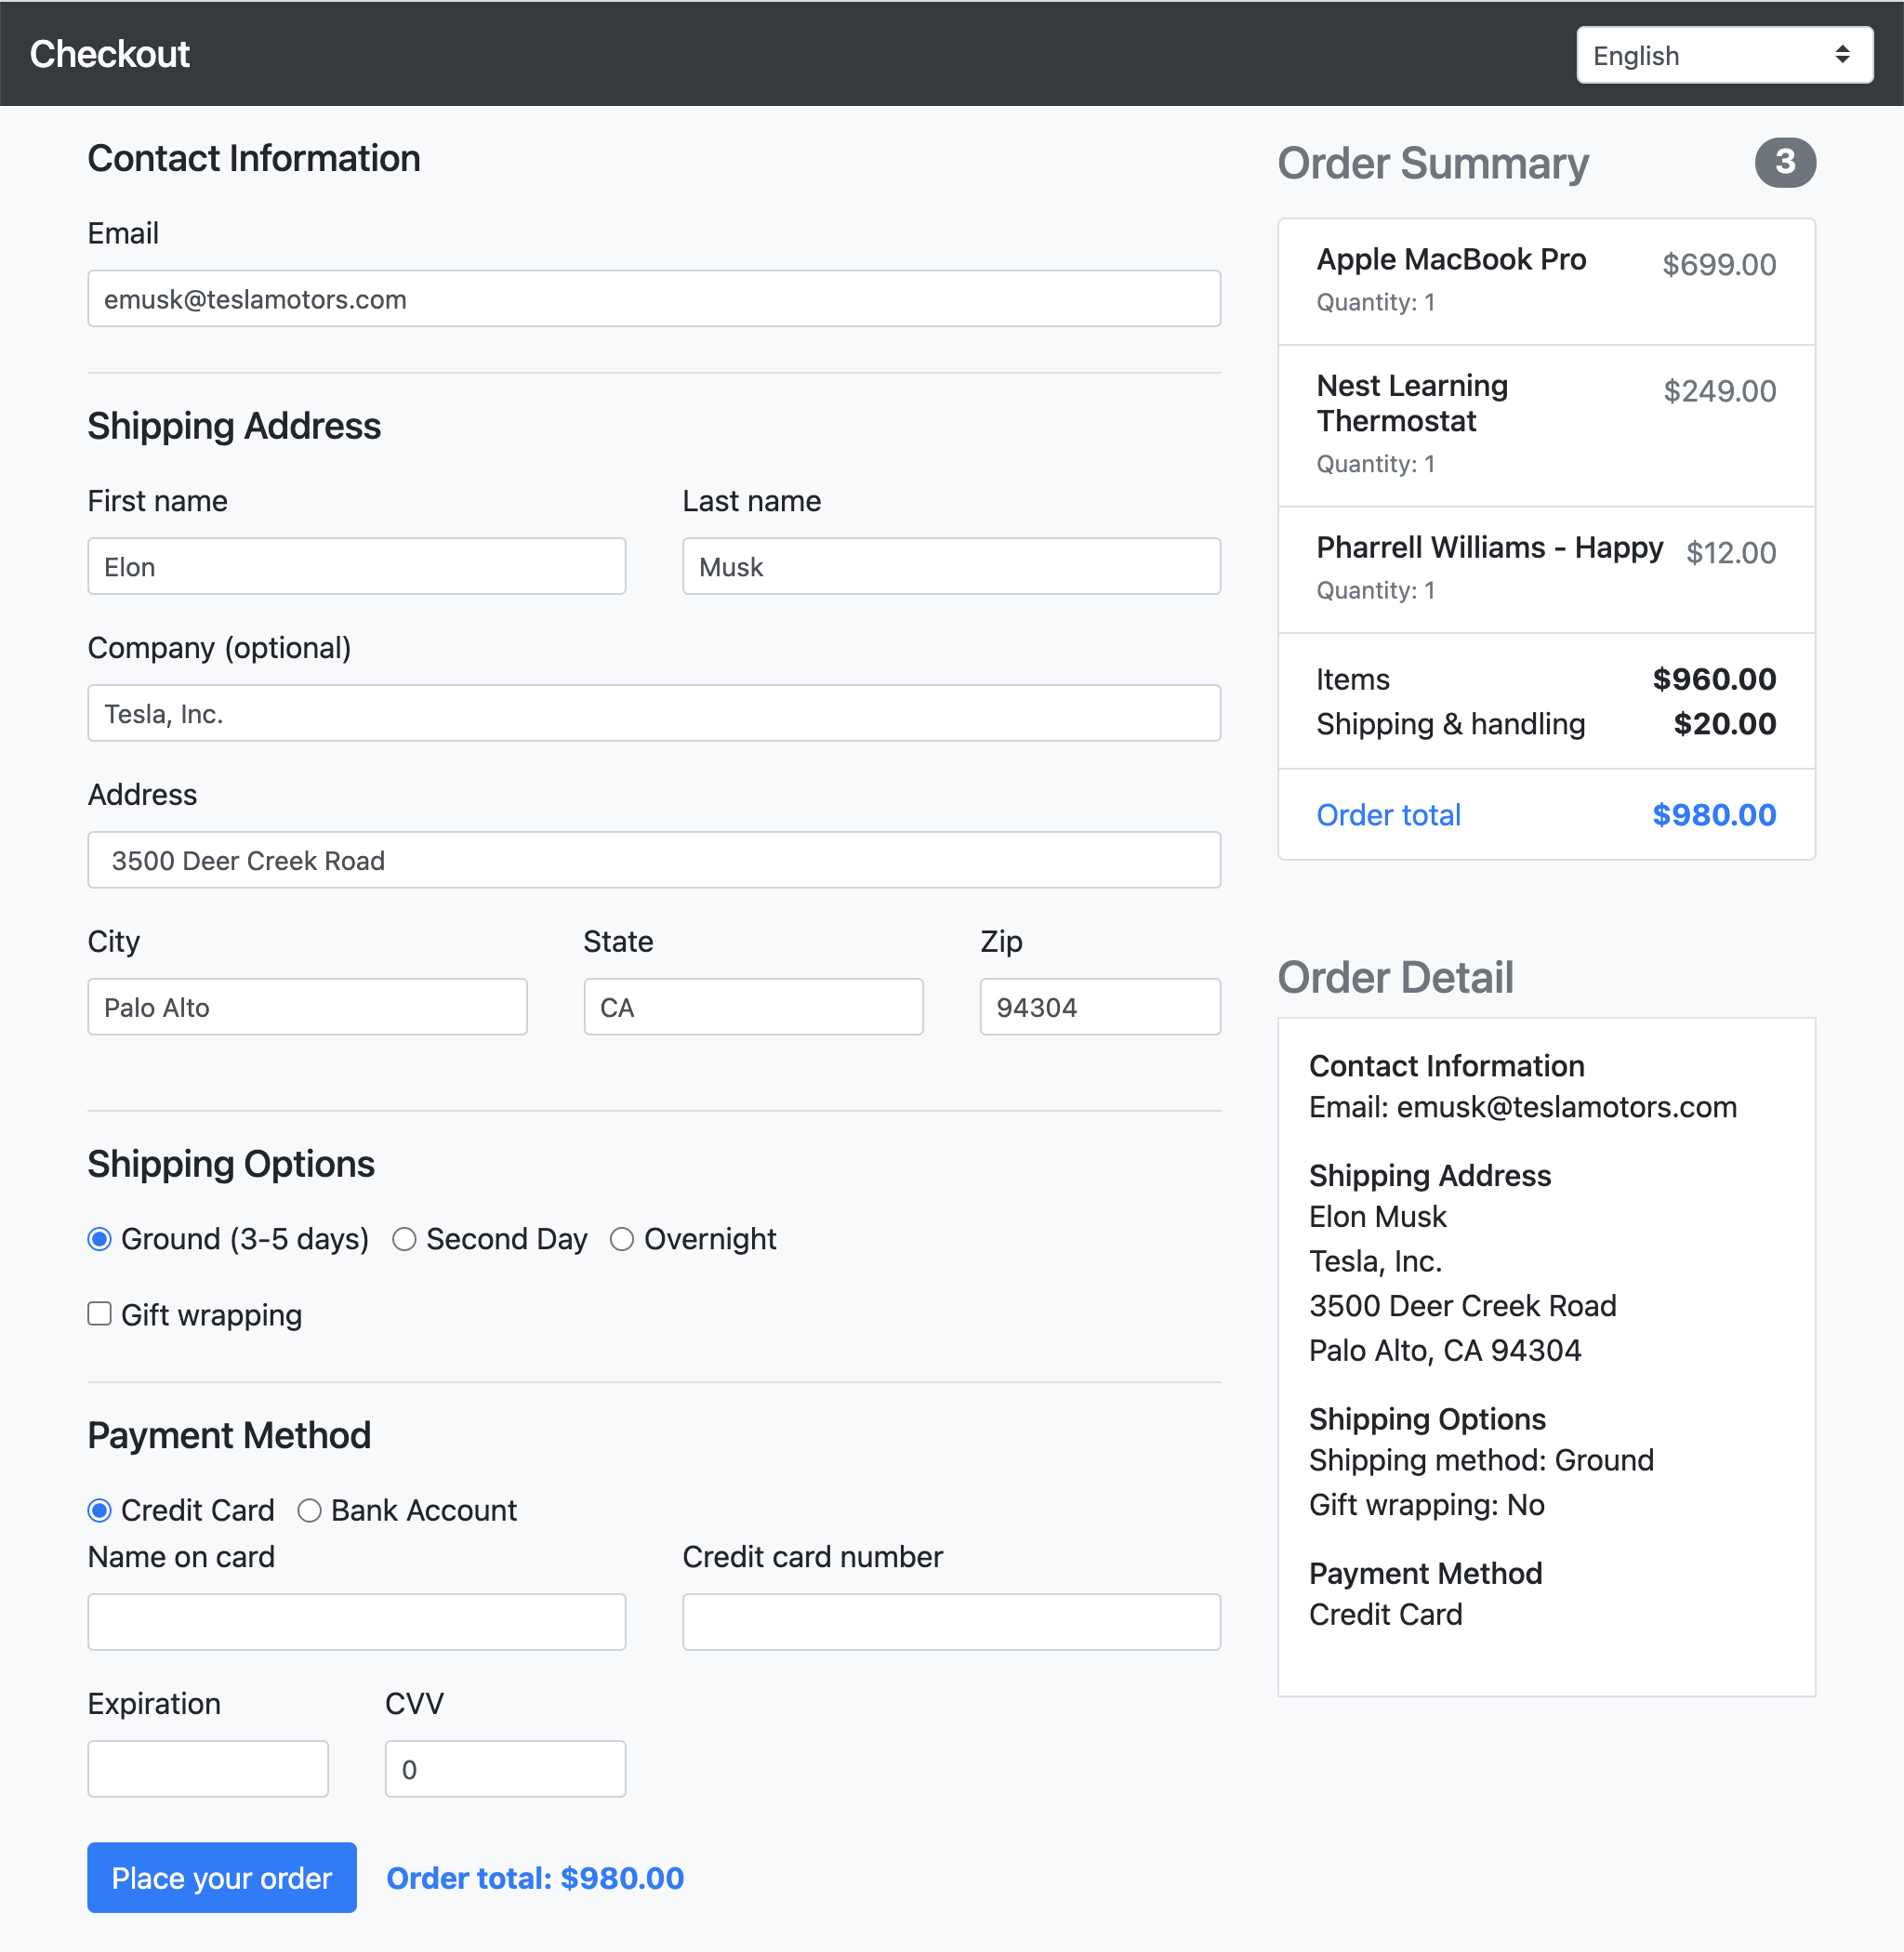 Checkout
English
Contact Information
Email
emusk@teslamotors.com
Shipping Address
First name
Last name
Elon
Musk
Company (optional)
Tesla, Inc.
Address
3500 Deer Creek Road
City
State
Zip
Palo Alto
CA
94304
Shipping Options
Ground (3-5 days)
Second Day
Overnight
Gift wrapping
Payment Method
Credit Card
Bank Account
Name on card
Credit card number
Expiration
CVV
0
Place your order
Order total: $980.00
Order Summary
3
Apple MacBook Pro
$699.00
Quantity: 1
Nest Learning
Thermostat
$249.00
Quantity: 1
Pharrell Williams - Happy
$12.00
Quantity: 1
Items
$960.00
Shipping & handling
$20.00
Order total
$980.00
Order Detail
Contact Information
Email: emusk@teslamotors.com
Shipping Address
Elon Musk
Tesla, Inc.
3500 Deer Creek Road
Palo Alto, CA 94304
Shipping Options
Shipping method: Ground
Gift wrapping: No
Payment Method
Credit Card